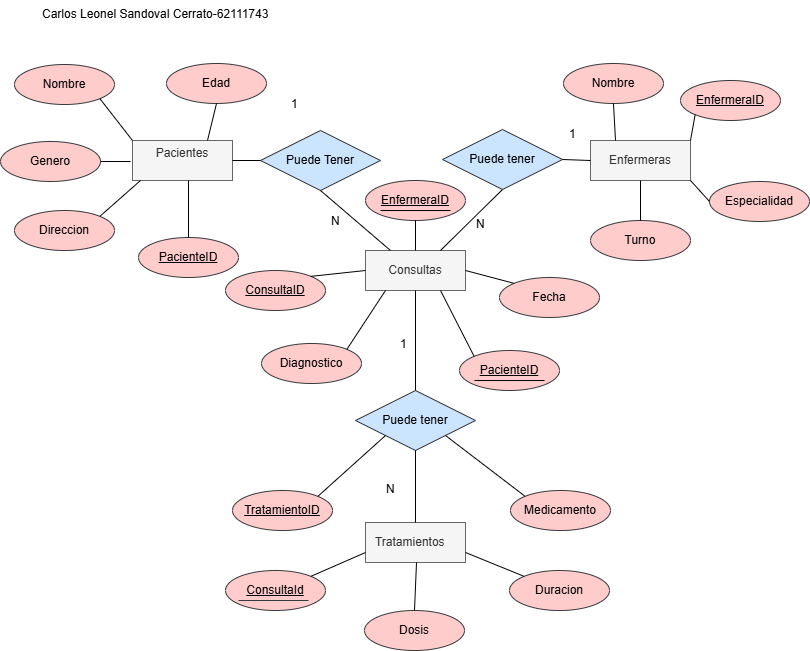 Carlos Leonel Sandoval Cerrato-62111743
Nombre
Edad
1
Nombre
EnfermeraID
Genero
Pacientes
Puede Tener
Puede tener
1
Enfermeras
Direccion
PacienteID
N
EnfermeraID
N
Especialidad
Turno
ConsultaID
Consultas
Fecha
Diagnostico
1
PacienteID
Puede tener
TratamientoID
N
Medicamento
Tratamientos
ConsultaId
Duracion
Dosis